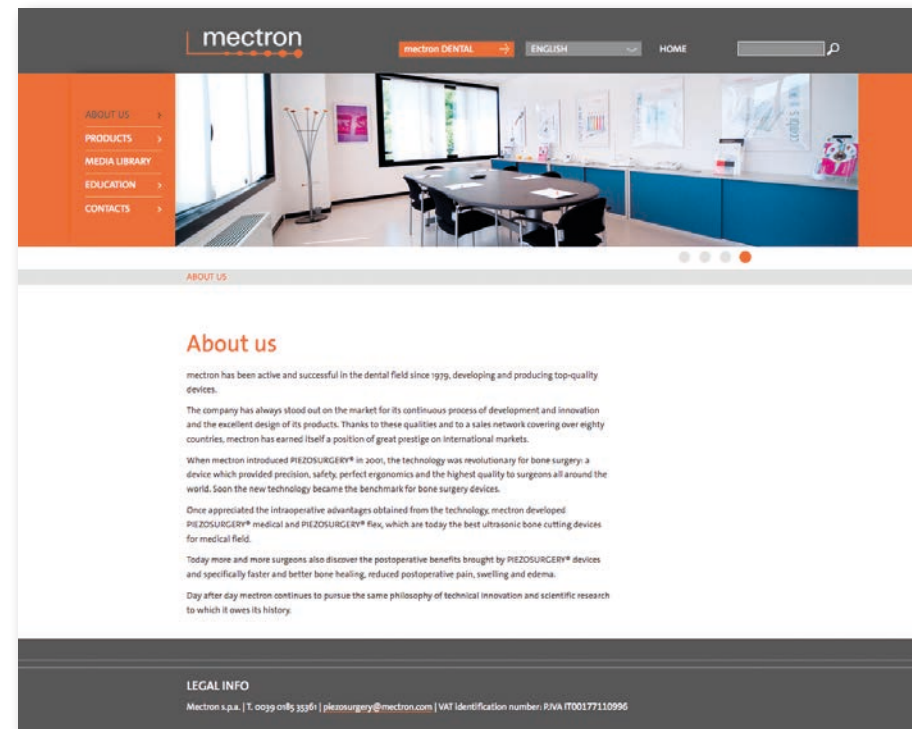 mectron
mectron DENTAL
ENGLISH
HOME
ABOUT US
PRODUCTS
MEDIA LIBRARY
EDUCATION
CONTACTS
ABOUT US
About us
mectron has been active and successful in the dental field since 1979, developing and producing top-quality
devices.
The company has always stood out on the market for its continuous process of development and innovation
and the excellent design of its products. Thanks to these qualities and to a sales network covering over eighty
countries, mectron has earned itself a position of great prestige on international markets.
When mectron introduced PIEZOSURGERY® in 2001, the technology was revolutionary for bone surgery: a
device which provided precision, safety, perfect ergonomics and the highest quality to surgeons all around the
world. Soon the new technology became the benchmark for bone surgery devices.
Once appreciated the intraoperative advantages obtained from the technology, mectron developed
PIEZOSURGERY® medical and PIEZOSURGERY® flex, which are today the best ultrasonic bone cutting devices
for medical field.
Today more and more surgeons also discover the postoperative benefits brought by PIEZOSURGERY® devices
and specifically faster and better bone healing, reduced postoperative pain, swelling and edema.
Day after day mectron continues to pursue the same philosophy of technical innovation and scientific research
to which it owes its history.
LEGAL INFO
Mectron s.p.a. | T. 0039 0185 35361 | piezosurgery@mectron.com | VAT identification number: P.IVA IT00177110996